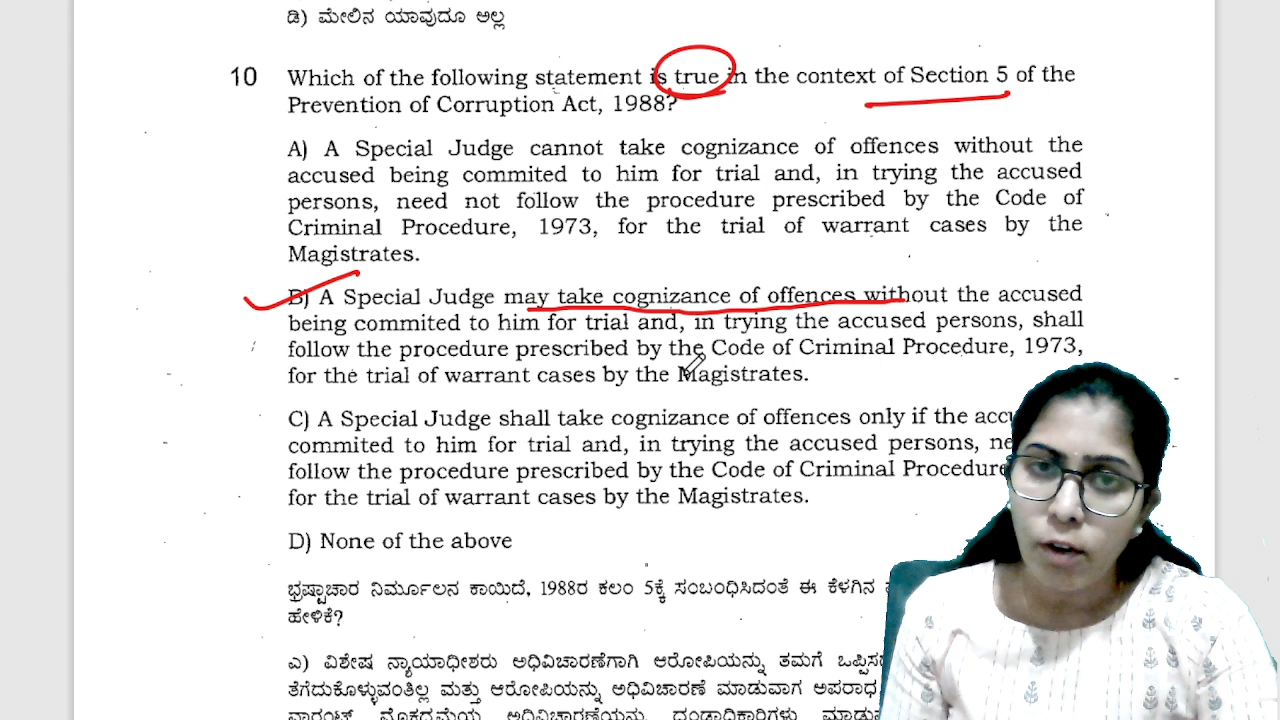 ಡಿ) ಮೇಲಿನ ಯಾವುದೂ ಅಲ್ಲ
10 Which of the following statement is true in the context of Section 5 of the
Prevention of Corruption Act, 1988?
A) A Special Judge cannot take cognizance of offences without the
accused being commited to him for trial and, in trying the accused
persons, need not follow the procedure prescribed by the Code of
Criminal Procedure, 1973, for the trial of warrant cases by the
Magistrates.
B) A Special Judge may take cognizance of offences without the accused
being commited to him for trial and, in trying the accused persons, shall
follow the procedure prescribed by the Code of Criminal Procedure, 1973,
for the trial of warrant cases by the Magistrates.
C) A Special Judge shall take cognizance of offences only if the
commited to him for trial and, in trying the accused persons,
follow the procedure prescribed by the Code of Criminal Procedure
for the trial of warrant cases by the Magistrates.
D) None of the above
ಭ್ರಷ್ಟಾಚಾರ ನಿರ್ಮೂಲನ ಕಾಯಿದೆ, 1988ರ ಕಲಂ 5ಕ್ಕೆ ಸಂಬಂಧಿಸಿದಂತೆ ಈ ಕೆಳಗಿನ
ಹೇಳಿಕೆ?
ಎ) ವಿಶೇಷ ನ್ಯಾಯಾಧೀಶರು ಅಧಿವಿಚಾರಣೆಗಾಗಿ ಆರೋಪಿಯನ್ನು ತಮಗೆ
ತೆಗೆದುಕೊಳ್ಳುವಂತಿಲ್ಲ ಮತ್ತು ಆರೋಪಿಯನ್ನು ಅಧಿವಿಚಾರಣೆ ಮಾಡುವಾಗ ಅಪರಾಧ